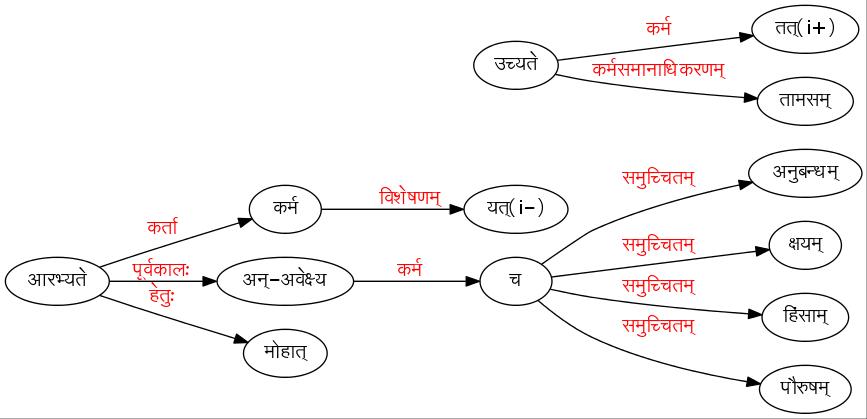 कर्म
तत्(i+)
उच्यते
कर्मसमानाधिकरणम्
तामसम्
समुच्चितम्
अनुबन्धम्
कर्ता
कर्म
विशेषणम्
यत्(i-)
समुच्चितम्
क्षयम्
आरभ्यते
पूर्वकालः
अन्-अवेक्ष्य
कर्म
च
समुच्चितम्
हेतुः
हिंसाम्
मोहात्
समुच्चितम्
पौरुषम्